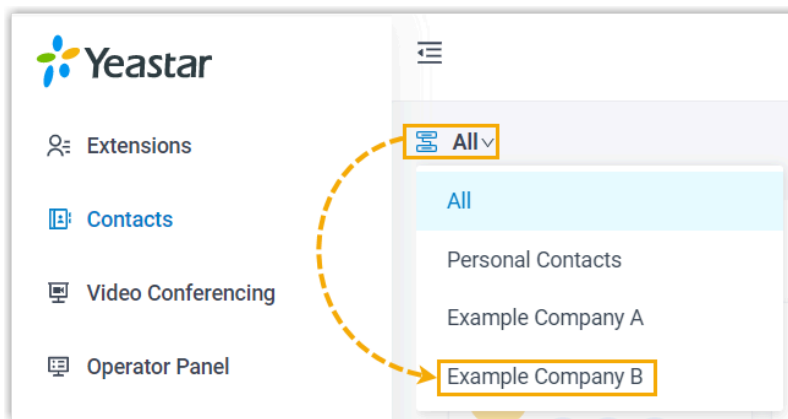 Yeastar
Extensions
Contacts
Video Conferencing
Operator Panel
All
All
Personal Contacts
Example Company A
Example Company B